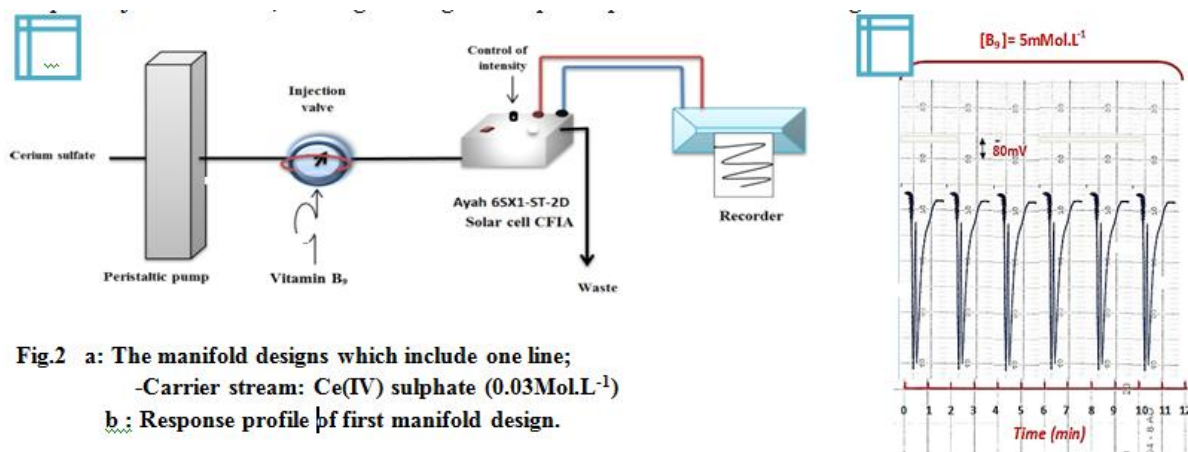 Control of
intensity
Injection
valve
Cerium sulfate
Ayah 6SX1-ST-2D
Solar cell CFIA
Recorder
Peristaltic pump
Vitamin B₉
Waste
Fig.2 a: The manifold designs which include one line;
-Carrier stream: Ce(IV) sulphate (0.03Mol.L⁻¹)
b : Response profile of first manifold design.
[B₉]= 5mMol.L⁻¹
80mV
0 1 2 3 4 5 6 7 8 9 10 11 12
Time (min)